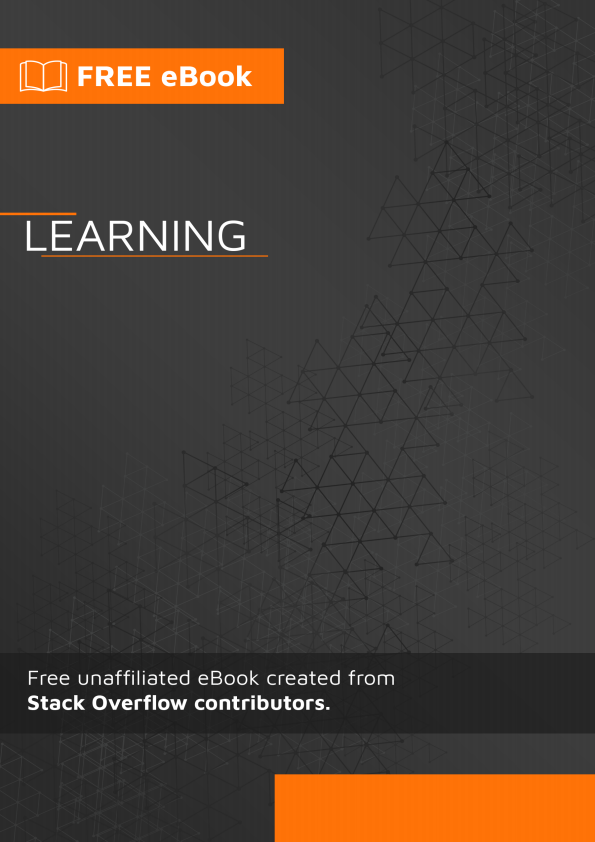 FREE eBook
LEARNING
Free unaffiliated eBook created from
Stack Overflow contributors.